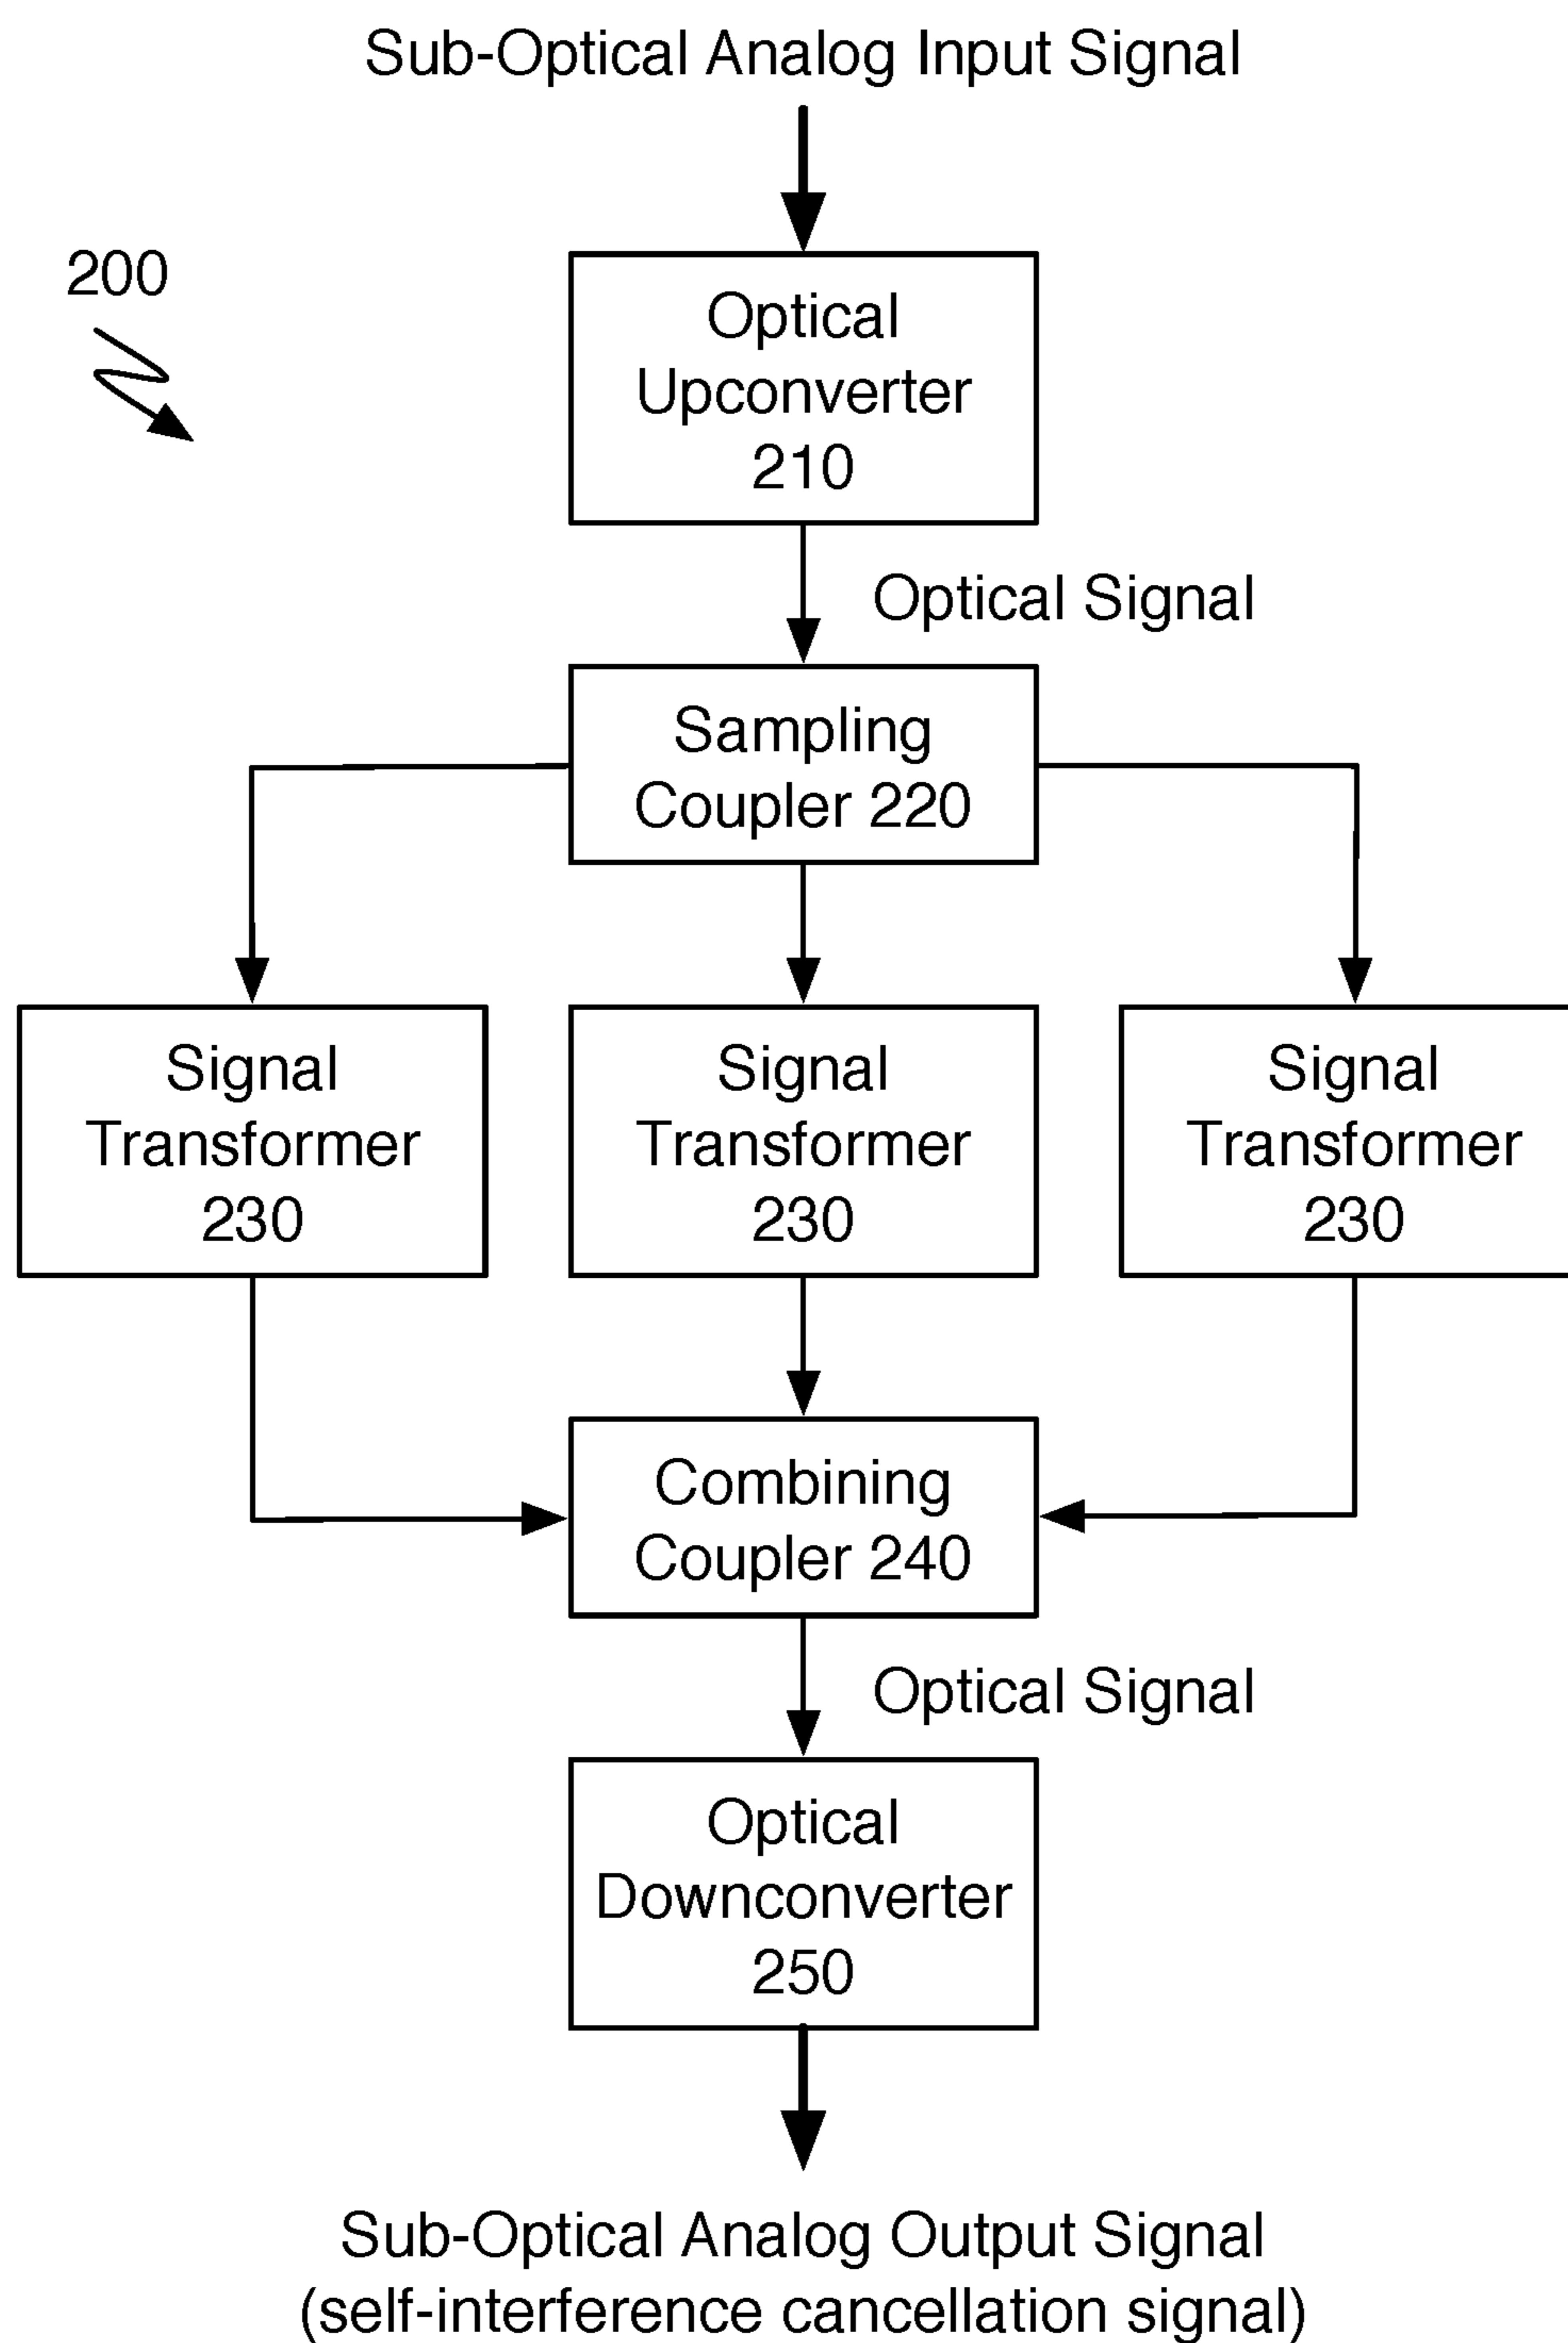 Sub-Optical Analog Input Signal
200
Optical
Upconverter
210
Optical Signal
Sampling
Coupler 220
Signal
Transformer
230
Signal
Transformer
230
Signal
Transformer
230
Combining
Coupler 240
Optical Signal
Optical
Downconverter
250
Sub-Optical Analog Output Signal
(self-interference cancellation signal)